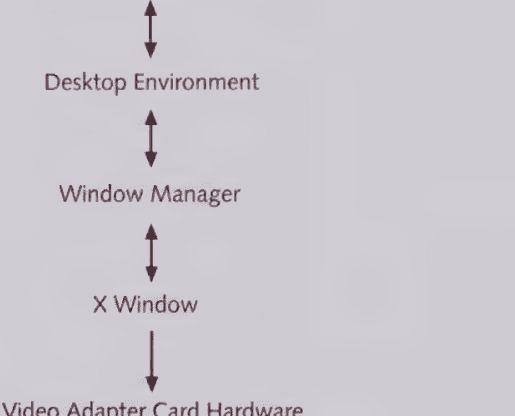 Desktop Environment
Window Manager
X Window
Video Adapter Card Hardware